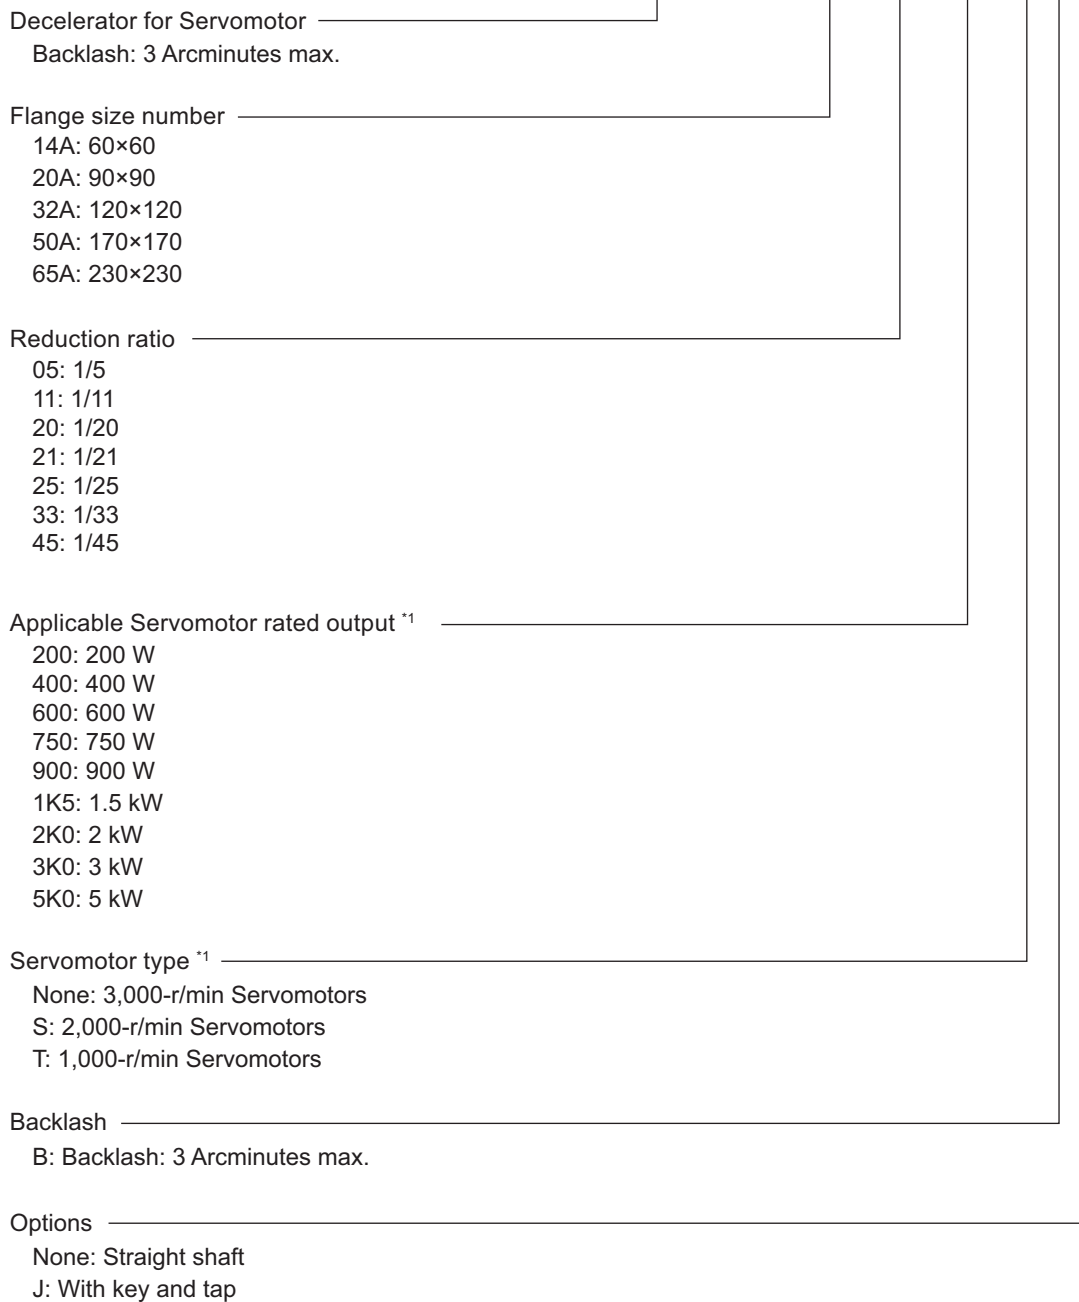 Decelerator for Servomotor
Backlash: 3 Arcminutes max.
Flange size number
14A: 60×60
20A: 90×90
32A: 120×120
50A: 170×170
65A: 230×230
Reduction ratio
05: 1/5
11: 1/11
20: 1/20
21: 1/21
25: 1/25
33: 1/33
45: 1/45
Applicable Servomotor rated output *1
200: 200 W
400: 400 W
600: 600 W
750: 750 W
900: 900 W
1K5: 1.5 kW
2K0: 2 kW
3K0: 3 kW
5K0: 5 kW
Servomotor type *1
None: 3,000-r/min Servomotors
S: 2,000-r/min Servomotors
T: 1,000-r/min Servomotors
Backlash
B: Backlash: 3 Arcminutes max.
Options
None: Straight shaft
J: With key and tap